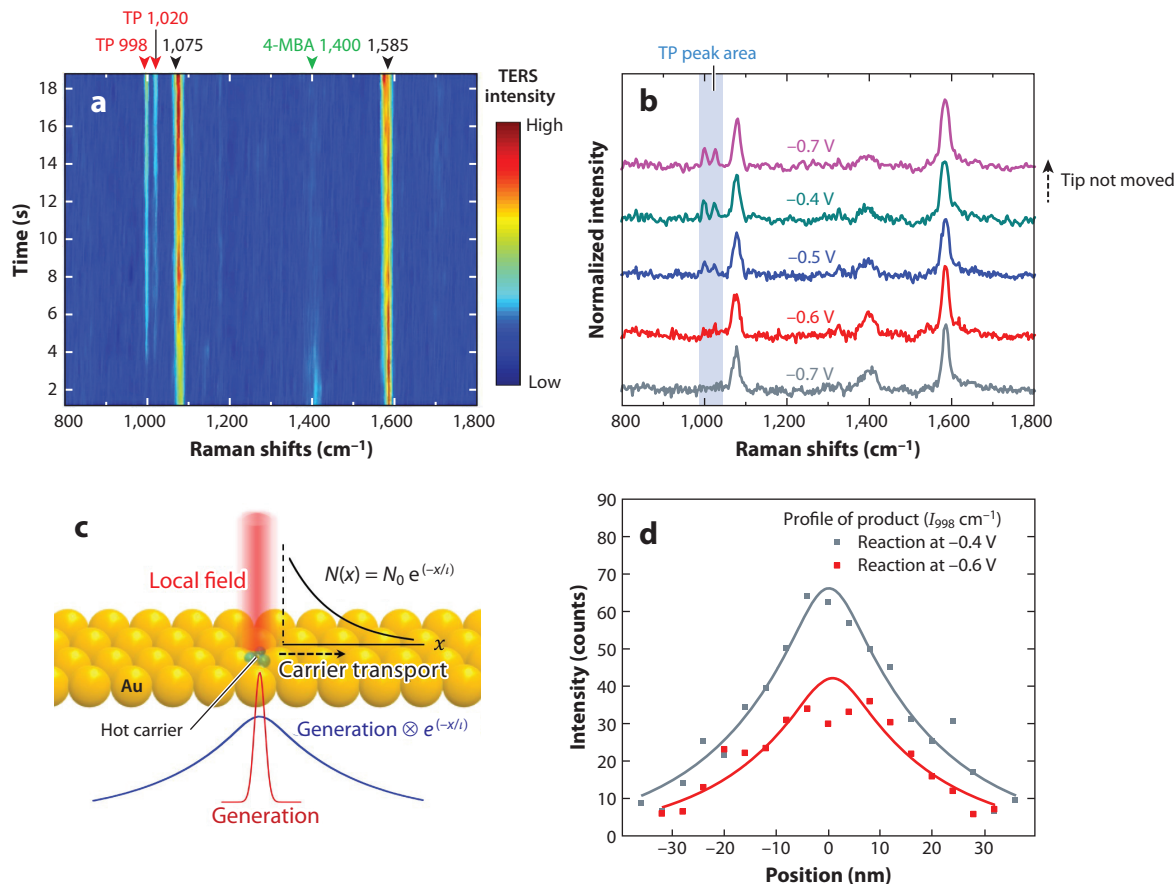 TP 1,020
TP 998
1,075
4-MBA 1,400
1,585
a
TERS
intensity
High
Low
18
16
14
12
10
8
6
4
2
Time (s)
800
1,000
1,200
1,400
1,600
1,800
Raman shifts (cm⁻¹)
TP peak area
b
–0.7 V
–0.4 V
–0.5 V
–0.6 V
–0.7 V
Tip not moved
Normalized intensity
800
1,000
1,200
1,400
1,600
1,800
Raman shifts (cm⁻¹)
c
Local field
N(x) = N₀ e^(–x/ι)
x
Carrier transport
Au
Hot carrier
Generation ⊗ e^(–x/ι)
Generation
d
Profile of product (I₉₉₈ cm⁻¹)
Reaction at –0.4 V
Reaction at –0.6 V
90
80
70
60
50
40
30
20
10
0
Intensity (counts)
–30
–20
–10
0
10
20
30
Position (nm)